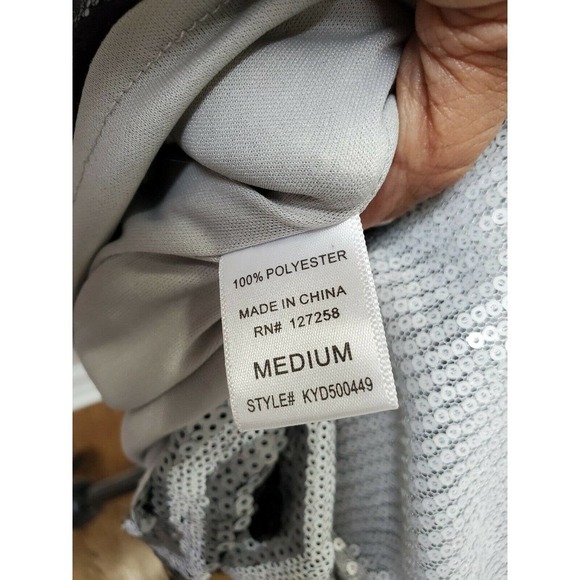 100% POLYESTER
MADE IN CHINA
RN# 127258
MEDIUM
STYLE# KYD500449